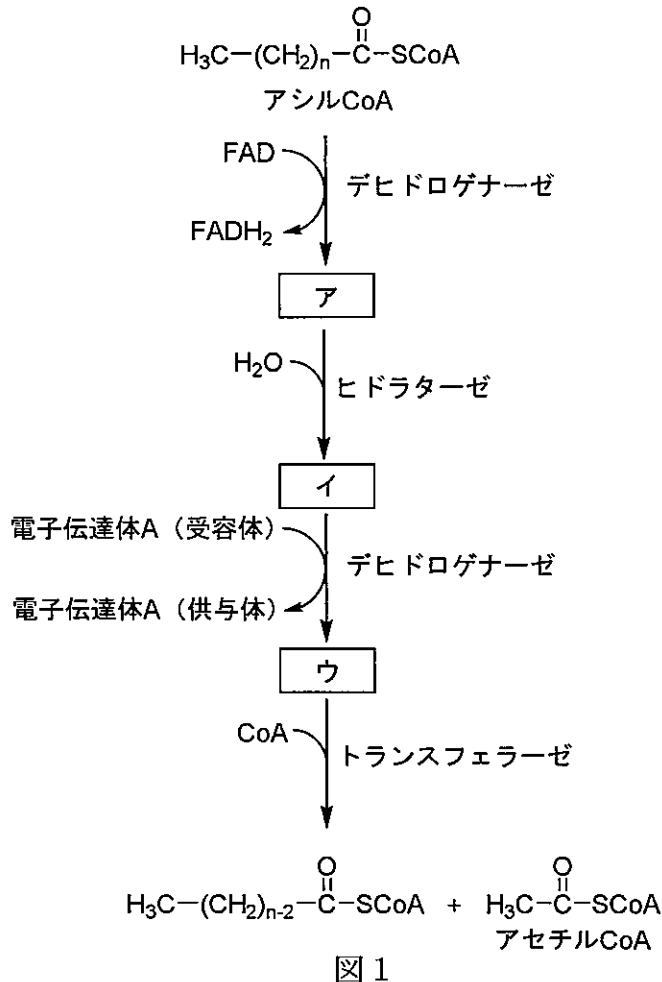 O
H₃C−(CH₂)ₙ−C−SCoA
アシルCoA
FAD
デヒドロゲナーゼ
FADH₂
ア
H₂O
ヒドラターゼ
イ
電子伝達体A(受容体)
デヒドロゲナーゼ
電子伝達体A(供与体)
ウ
CoA
トランスフェラーゼ
O O
H₃C−(CH₂)ₙ₋₂−C−SCoA + H₃C−C−SCoA
アセチルCoA
図1